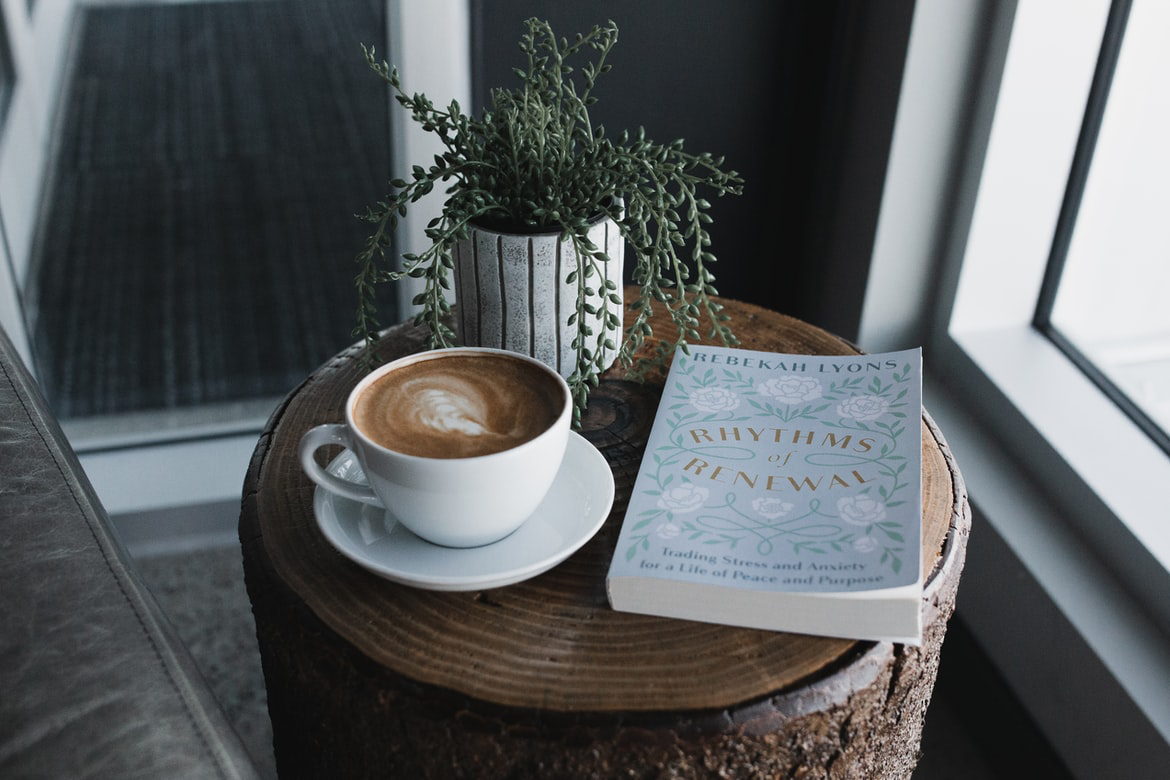 REBEKAH LYONS
RHYTHMS
of
RENEWAL
Trading Stress and Anxiety
for a Life of Peace and Purpose